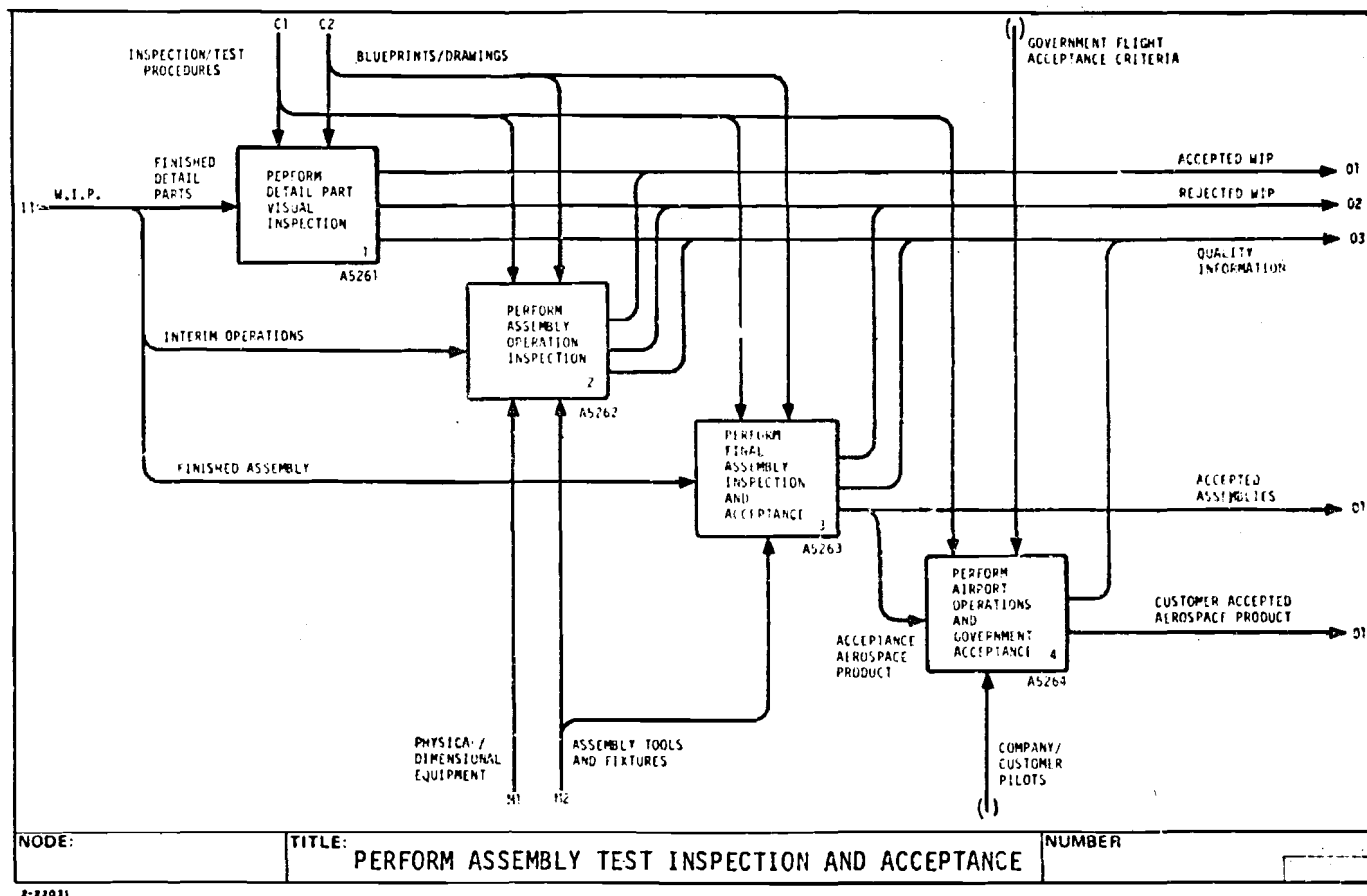 C1
C2
INSPECTION/TEST
PROCEDURES
BLUEPRINTS/DRAWINGS
( )
GOVERNMENT FLIGHT
ACCEPTANCE CRITERIA
FINISHED
DETAIL
PARTS
W.I.P.
I1
PERFORM
DETAIL PART
VISUAL
INSPECTION
1
A5261
ACCEPTED WIP
O1
REJECTED WIP
O2
O3
QUALITY
INFORMATION
INTERIM OPERATIONS
PERFORM
ASSEMBLY
OPERATION
INSPECTION
2
A5262
FINISHED ASSEMBLY
PERFORM
FINAL
ASSEMBLY
INSPECTION
AND
ACCEPTANCE
3
A5263
ACCEPTED
ASSEMBLIES
O1
PERFORM
AIRPORT
OPERATIONS
AND
GOVERNMENT
ACCEPTANCE
4
A5264
CUSTOMER ACCEPTED
AEROSPACE PRODUCT
O1
ACCEPTANCE
AEROSPACE
PRODUCT
PHYSICAL/
DIMENSIONAL
EQUIPMENT
M1
M2
ASSEMBLY TOOLS
AND FIXTURES
COMPANY/
CUSTOMER
PILOTS
( )
NODE:
TITLE:
PERFORM ASSEMBLY TEST INSPECTION AND ACCEPTANCE
NUMBER
2-22031